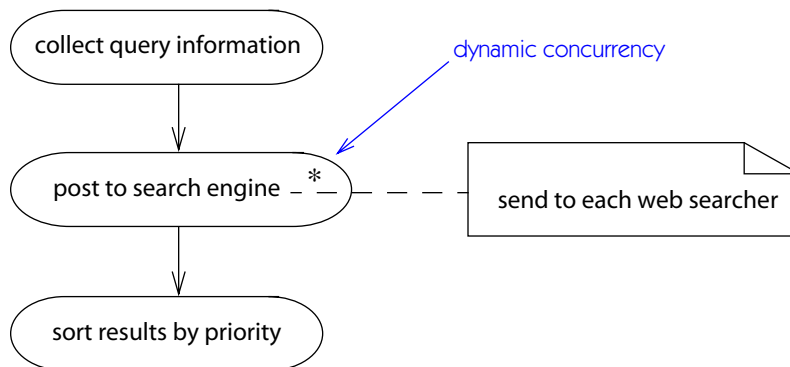 collect query information
dynamic concurrency
post to search engine *
send to each web searcher
sort results by priority